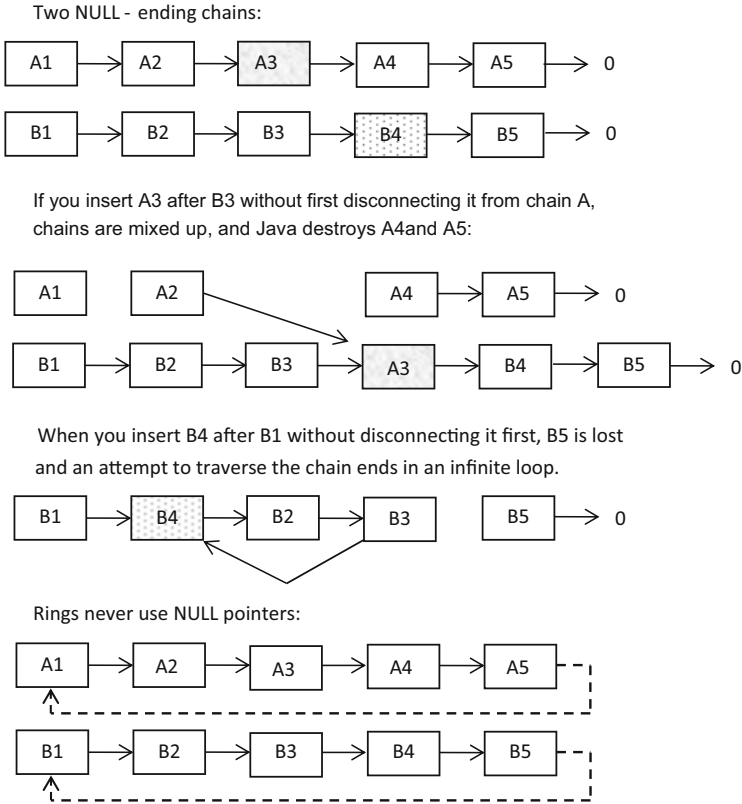 Two NULL - ending chains:
A1 A2 A3 A4 A5 0
B1 B2 B3 B4 B5 0
If you insert A3 after B3 without first disconnecting it from chain A,
chains are mixed up, and Java destroys A4and A5:
A1 A2 A4 A5 0
B1 B2 B3 A3 B4 B5 0
When you insert B4 after B1 without disconnecting it first, B5 is lost
and an attempt to traverse the chain ends in an infinite loop.
B1 B4 B2 B3 B5 0
Rings never use NULL pointers:
A1 A2 A3 A4 A5
B1 B2 B3 B4 B5